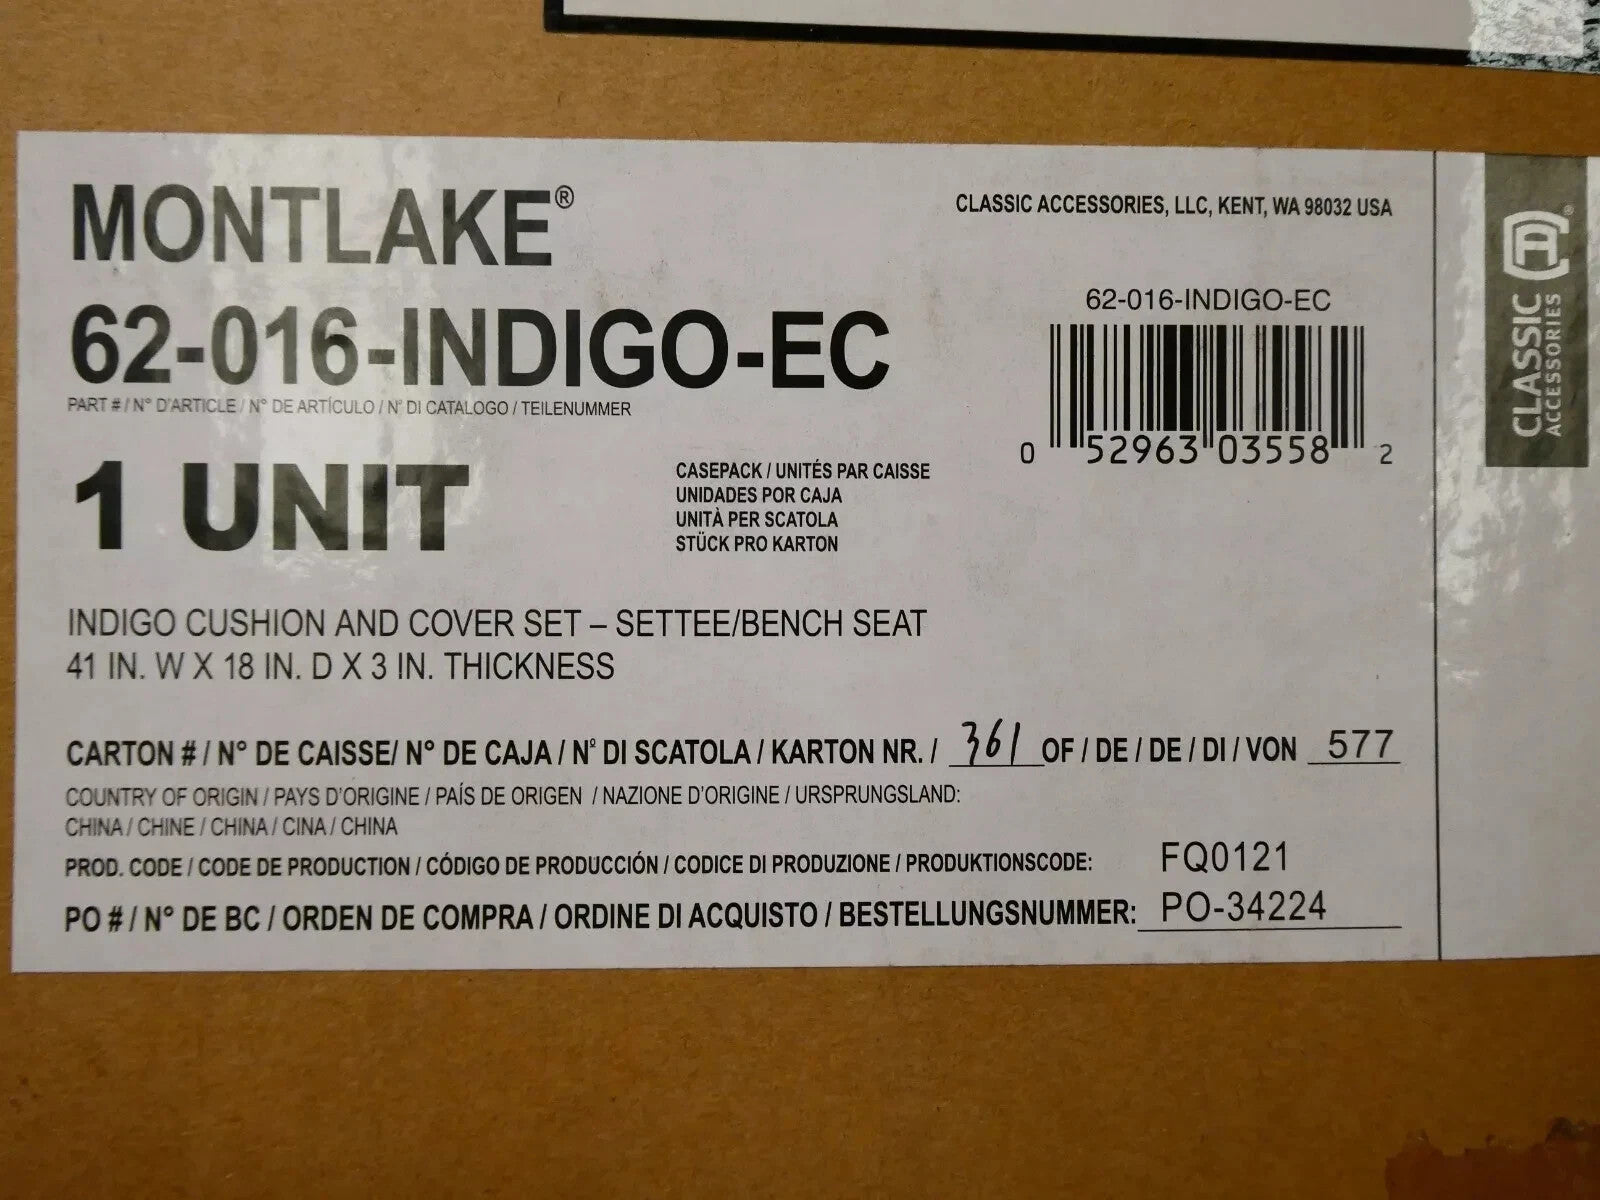 MONTLAKE®
CLASSIC ACCESSORIES, LLC, KENT, WA 98032 USA
62-016-INDIGO-EC
PART # / N° D'ARTICLE / N° DE ARTÍCULO / N° DI CATALOGO / TEILENUMMER
62-016-INDIGO-EC
0 52963 03558 2
CLASSIC
ACCESSORIES
1 UNIT
CASEPACK / UNITÉS PAR CAISSE
UNIDADES POR CAJA
UNITÀ PER SCATOLA
STÜCK PRO KARTON
INDIGO CUSHION AND COVER SET – SETTEE/BENCH SEAT
41 IN. W X 18 IN. D X 3 IN. THICKNESS
CARTON # / N° DE CAISSE/ N° DE CAJA / Nº DI SCATOLA / KARTON NR. / 361 OF / DE / DE / DI / VON 577
COUNTRY OF ORIGIN / PAYS D'ORIGINE / PAÍS DE ORIGEN / NAZIONE D'ORIGINE / URSPRUNGSLAND:
CHINA / CHINE / CHINA / CINA / CHINA
PROD. CODE / CODE DE PRODUCTION / CÓDIGO DE PRODUCCIÓN / CODICE DI PRODUZIONE / PRODUKTIONSCODE: FQ0121
PO # / N° DE BC / ORDEN DE COMPRA / ORDINE DI ACQUISTO / BESTELLUNGSNUMMER: PO-34224